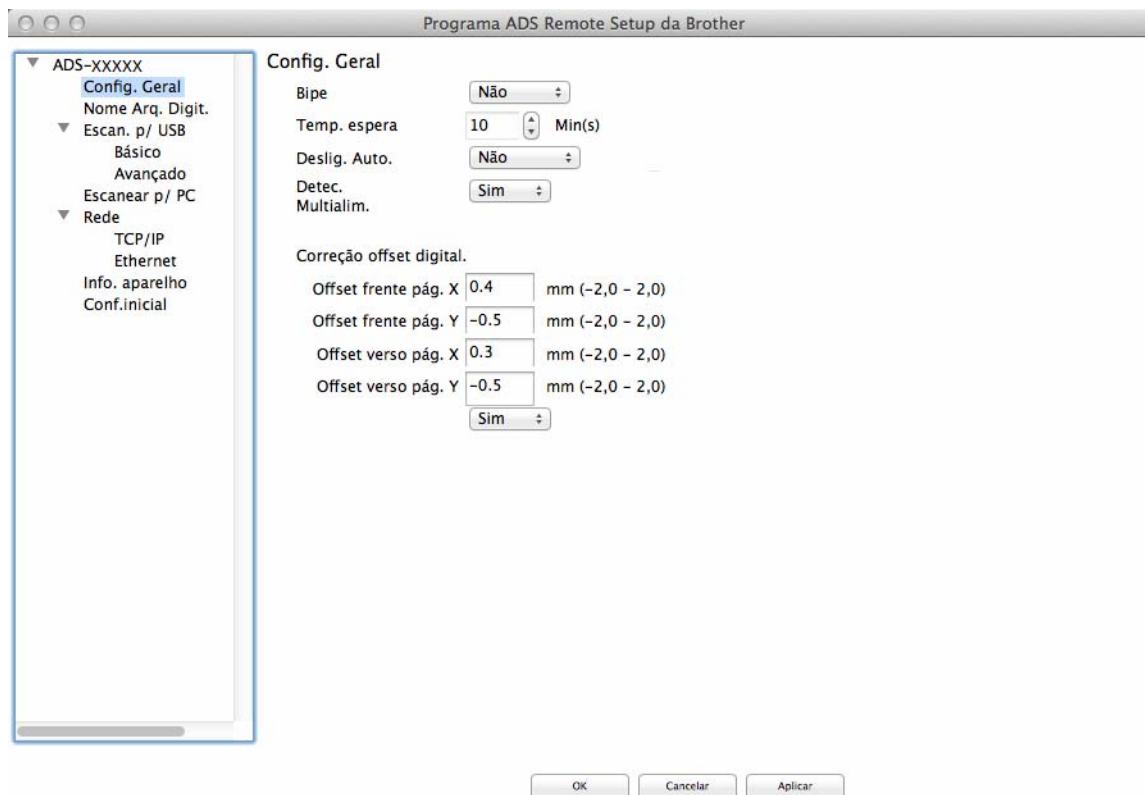 Programa ADS Remote Setup da Brother
ADS-XXXXX
Config. Geral
Nome Arq. Digit.
Escan. p/ USB
Básico
Avançado
Escanear p/ PC
Rede
TCP/IP
Ethernet
Info. aparelho
Conf.inicial
Config. Geral
Bipe Não
Temp. espera 10 Min(s)
Deslig. Auto. Não
Detec.
Multialim. Sim
Correção offset digital.
Offset frente pág. X 0.4 mm (-2,0 - 2,0)
Offset frente pág. Y -0.5 mm (-2,0 - 2,0)
Offset verso pág. X 0.3 mm (-2,0 - 2,0)
Offset verso pág. Y -0.5 mm (-2,0 - 2,0)
Sim
OK Cancelar Aplicar